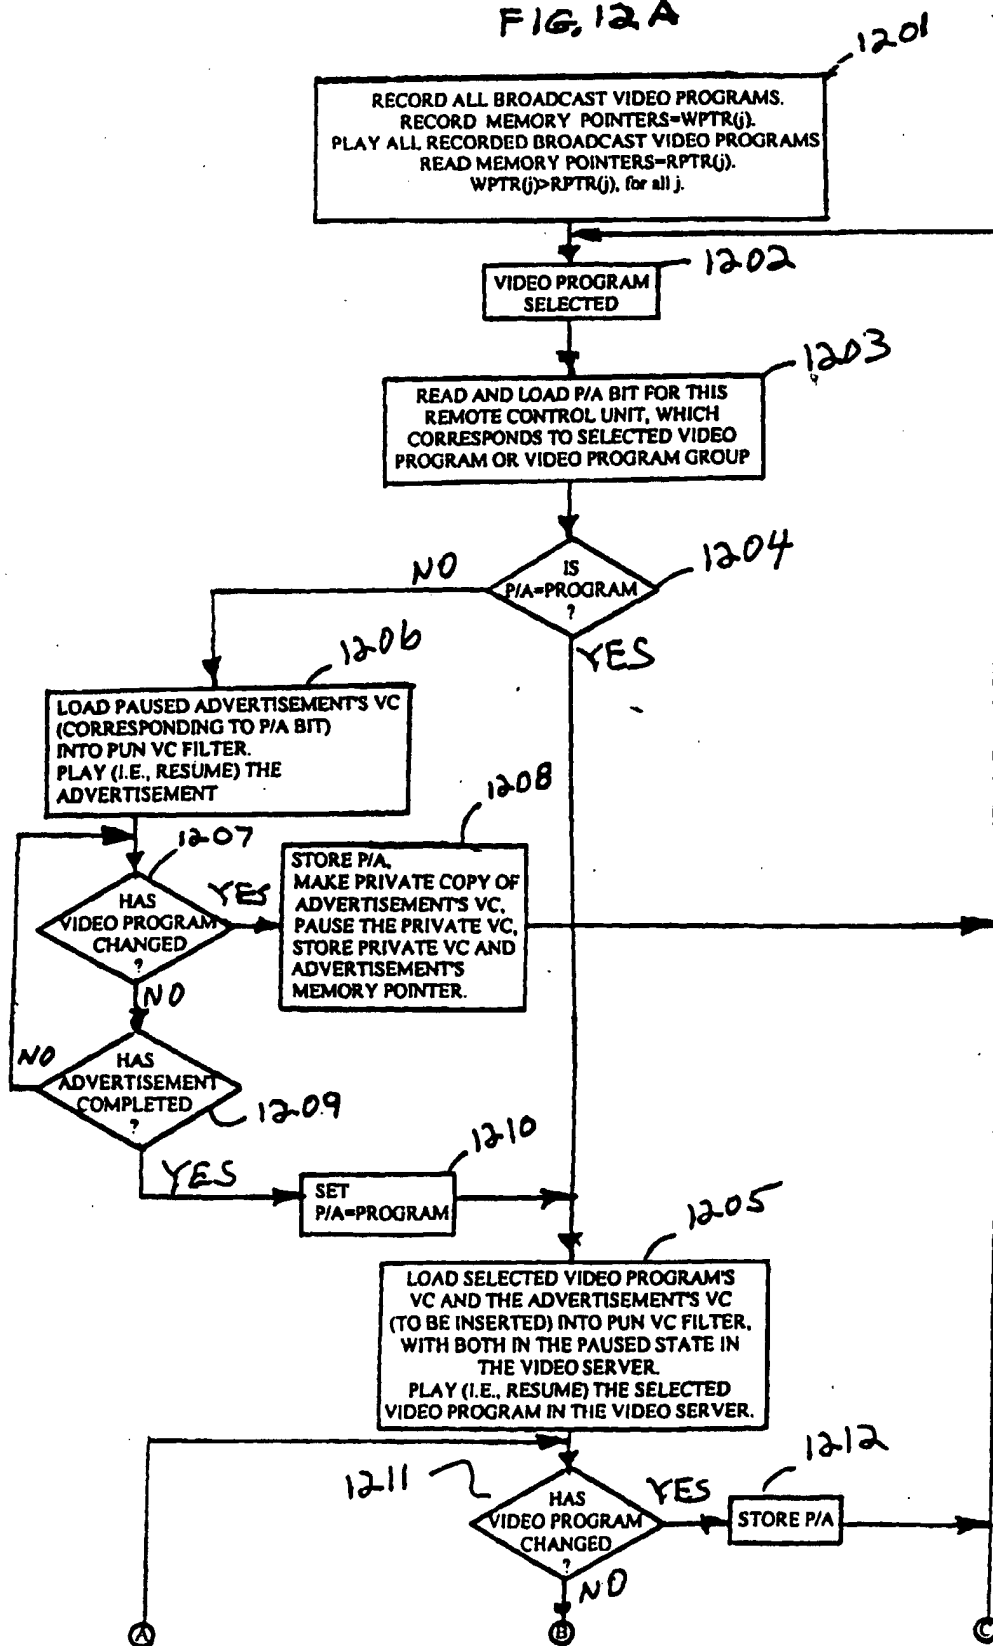 FIG. 12A
1201
RECORD ALL BROADCAST VIDEO PROGRAMS.
RECORD MEMORY POINTERS=WPTR(j).
PLAY ALL RECORDED BROADCAST VIDEO PROGRAMS
READ MEMORY POINTERS=RPTR(j).
WPTR(j)>RPTR(j), for all j.
1202
VIDEO PROGRAM
SELECTED
1203
READ AND LOAD P/A BIT FOR THIS
REMOTE CONTROL UNIT, WHICH
CORRESPONDS TO SELECTED VIDEO
PROGRAM OR VIDEO PROGRAM GROUP
1204
IS
P/A=PROGRAM
?
NO
YES
1206
LOAD PAUSED ADVERTISEMENT'S VC
(CORRESPONDING TO P/A BIT)
INTO PUN VC FILTER.
PLAY (I.E., RESUME) THE
ADVERTISEMENT
1207
HAS
VIDEO PROGRAM
CHANGED
?
YES
NO
1208
STORE P/A,
MAKE PRIVATE COPY OF
ADVERTISEMENT'S VC,
PAUSE THE PRIVATE VC,
STORE PRIVATE VC AND
ADVERTISEMENT'S
MEMORY POINTER.
NO
HAS
ADVERTISEMENT
COMPLETED
?
1209
YES
1210
SET
P/A=PROGRAM
1205
LOAD SELECTED VIDEO PROGRAM'S
VC AND THE ADVERTISEMENT'S VC
(TO BE INSERTED) INTO PUN VC FILTER,
WITH BOTH IN THE PAUSED STATE IN
THE VIDEO SERVER.
PLAY (I.E., RESUME) THE SELECTED
VIDEO PROGRAM IN THE VIDEO SERVER.
1211
HAS
VIDEO PROGRAM
CHANGED
?
YES
1212
STORE P/A
NO
A
B
C